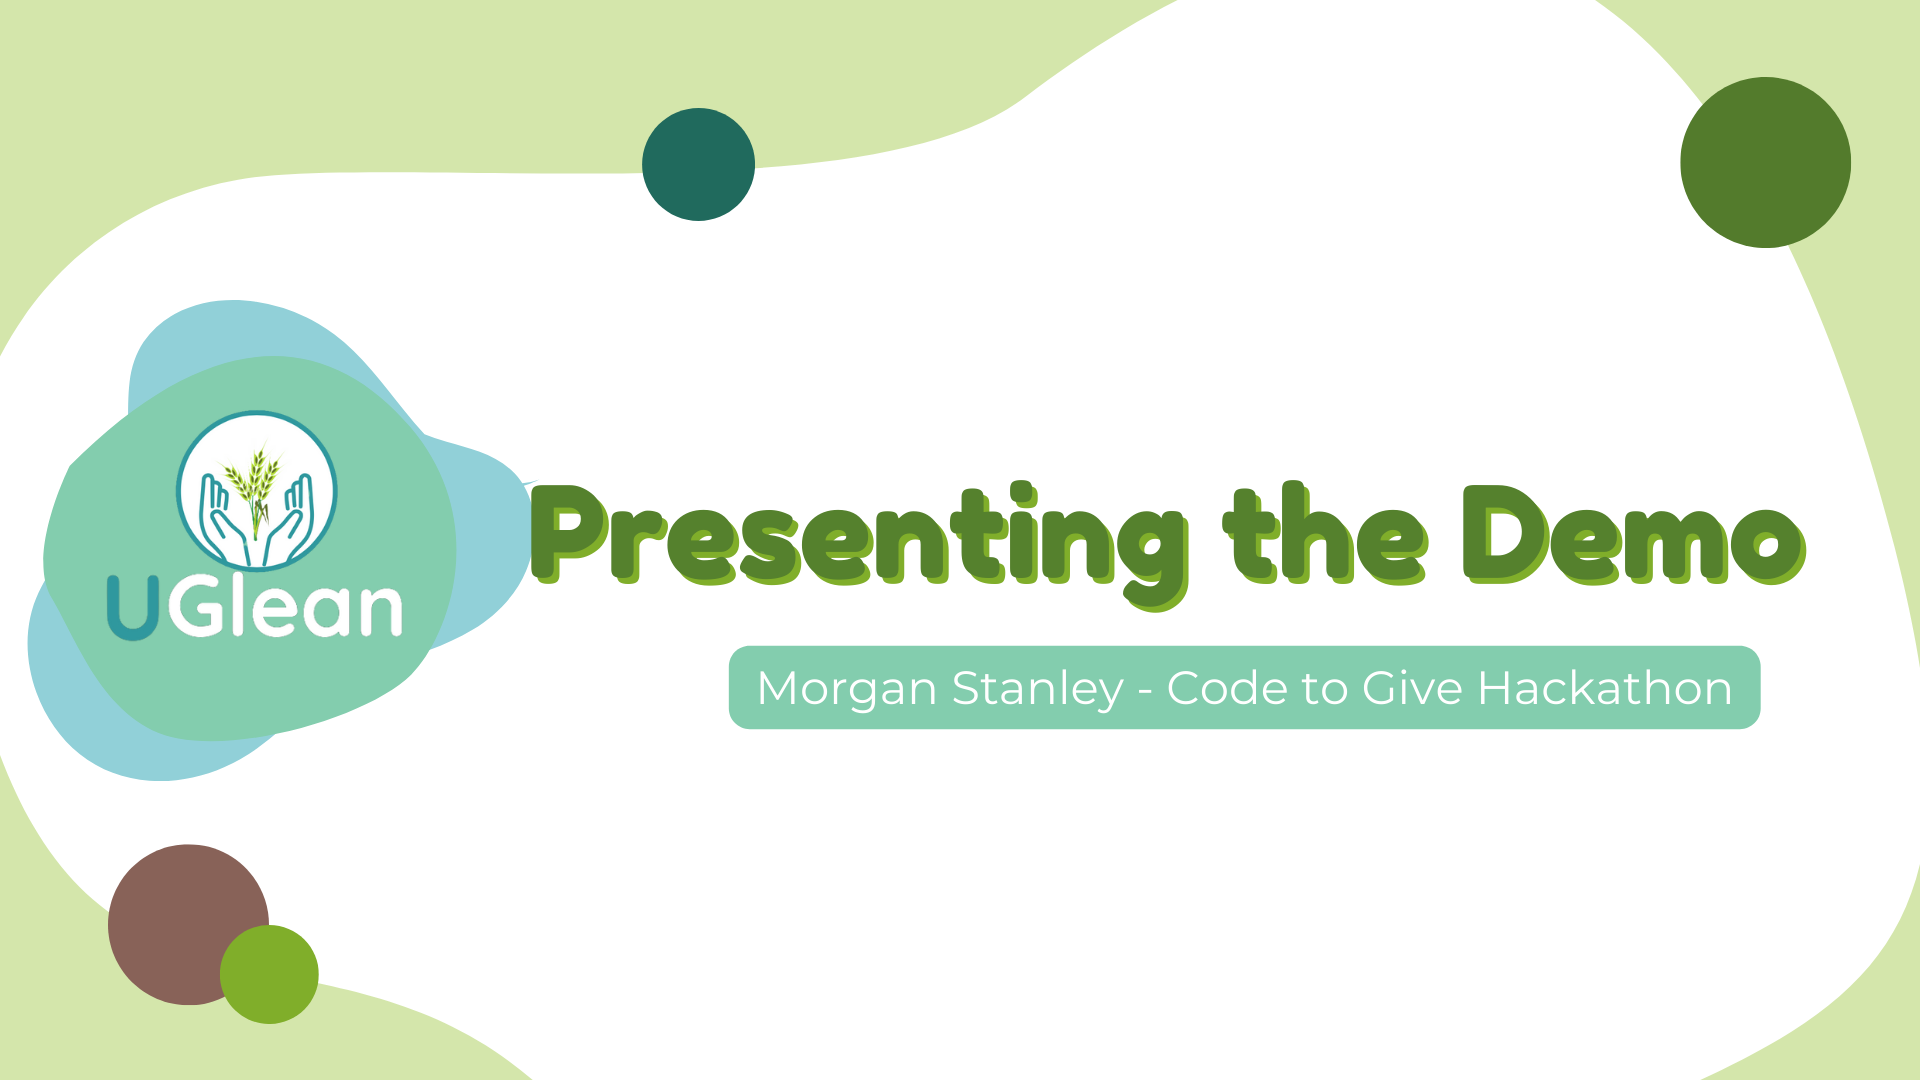 UGlean
Presenting the Demo
Morgan Stanley - Code to Give Hackathon